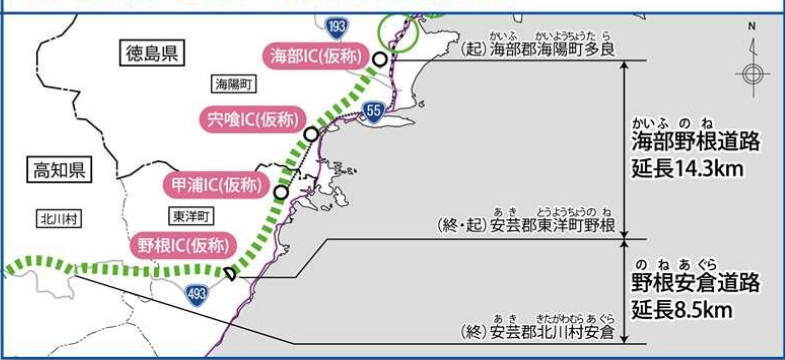 193
N
徳島県
海部IC(仮称)
かいふ かいようちょうたら
(起)海部郡海陽町多良
海陽町
55
宍喰IC(仮称)
かいふのね
海部野根道路
延長14.3km
高知県
甲浦IC(仮称)
北川村
東洋町
あき とうようちょうのね
(終・起)安芸郡東洋町野根
野根IC(仮称)
のねあぐら
野根安倉道路
延長8.5km
493
あき きたがわむらあぐら
(終)安芸郡北川村安倉